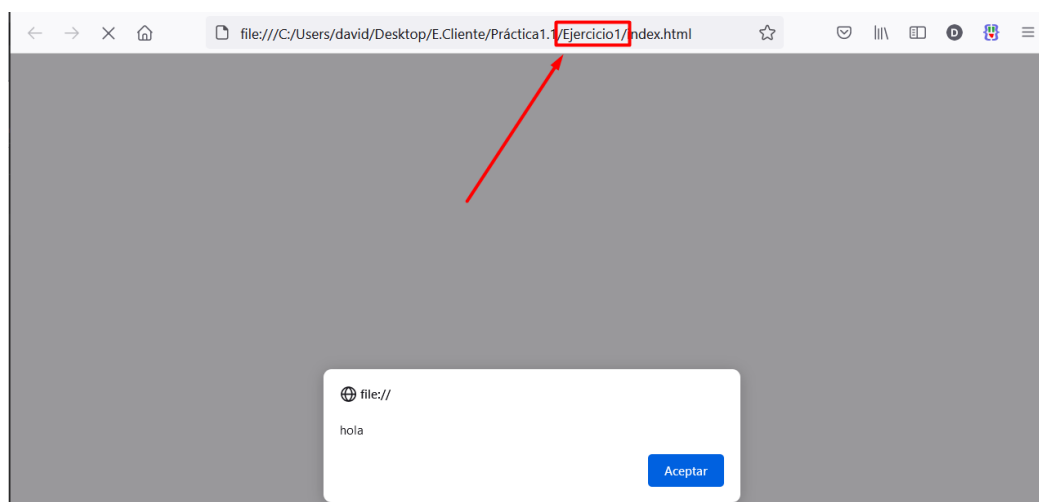 file:///C:/Users/david/Desktop/E.Cliente/Práctica1.1/Ejercicio1/index.html
D
file://
hola
Aceptar